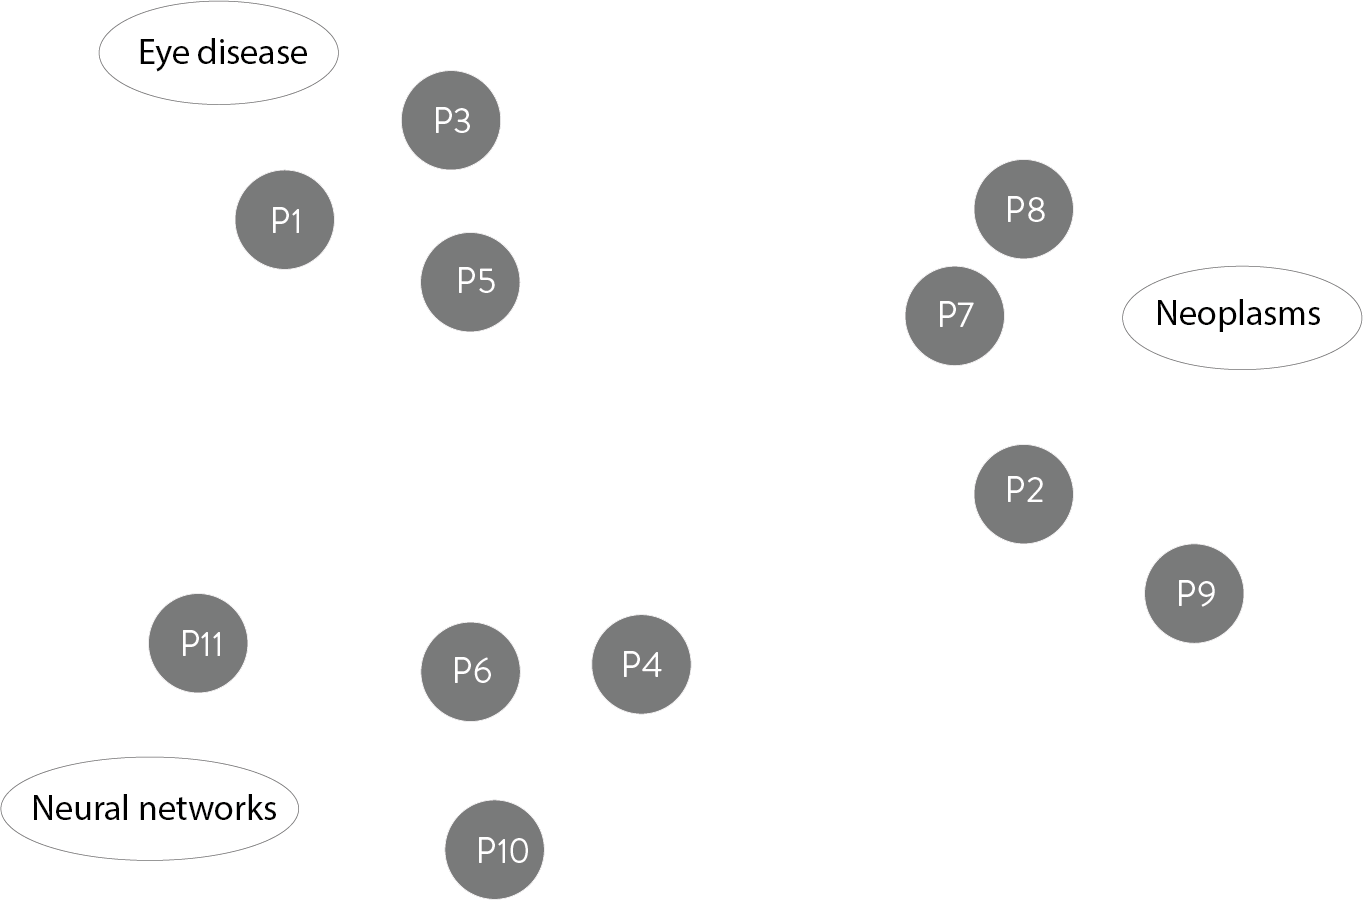 Eye disease
P3
P1
P5
P8
P7
Neoplasms
P2
P9
P11
P6
P4
Neural networks
P10